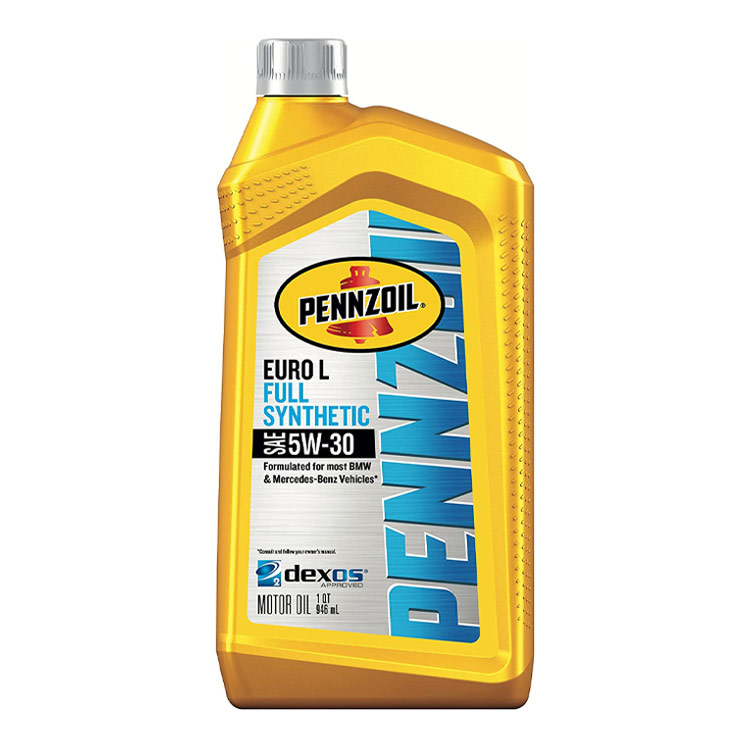 PENNZOIL®
EURO L
FULL
SYNTHETIC
SAE 5W-30
Formulated for most BMW
& Mercedes-Benz Vehicles*
*Consult and follow your owner's manual.
2 dexos®
APPROVED
MOTOR OIL 1 QT
946 mL
PENNZOIL